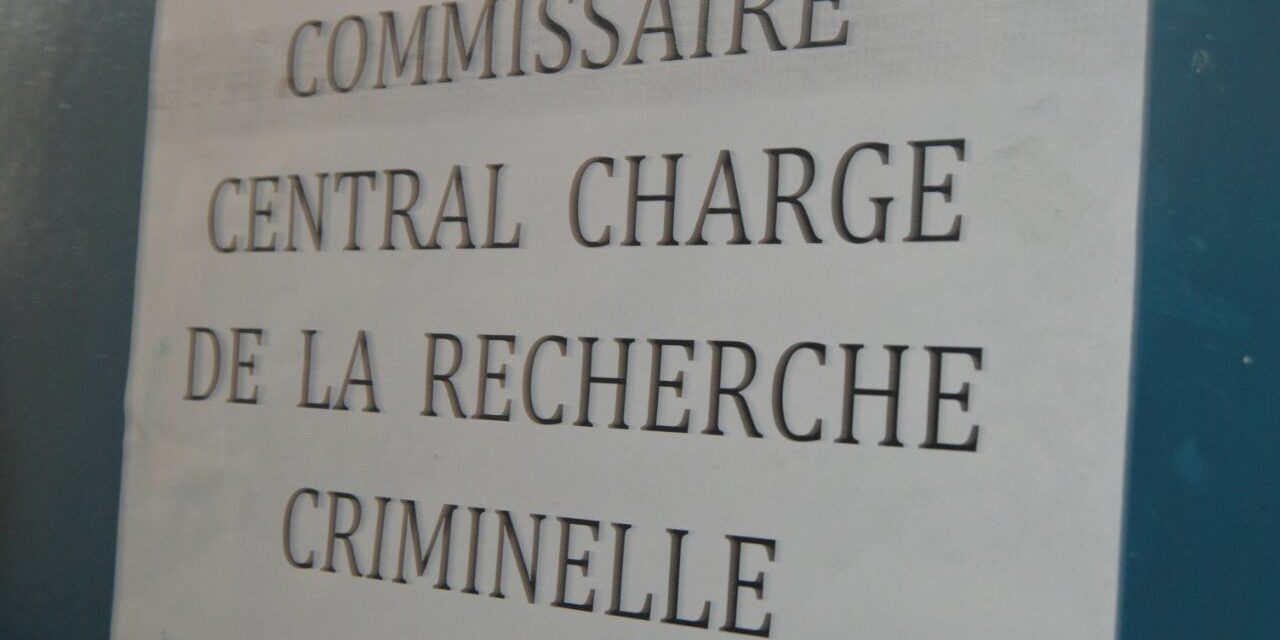 COMMISSAIRE
CENTRAL CHARGE
DE LA RECHERCHE
CRIMINELLE